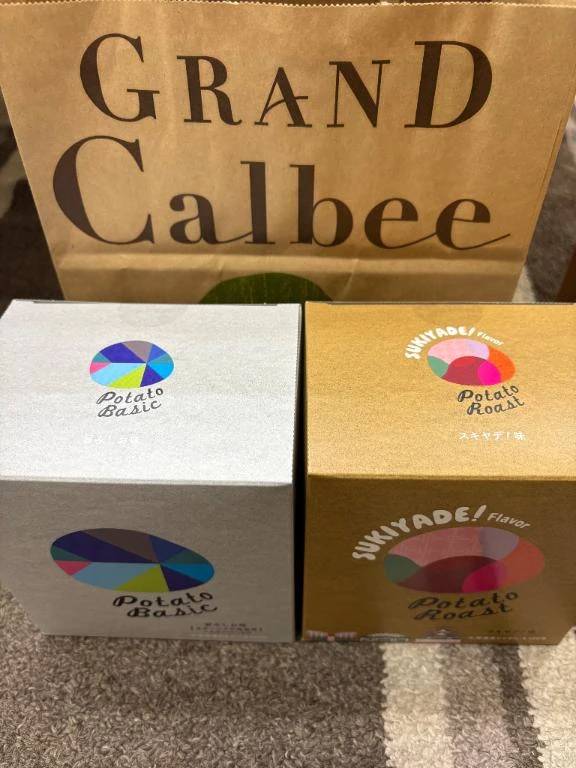 GRAND
Calbee
Potato
Basic
SUKIYADE! Flavor
Potato
Roast
スキヤデ！味
Potato
Basic
SUKIYADE! Flavor
Potato
Roast